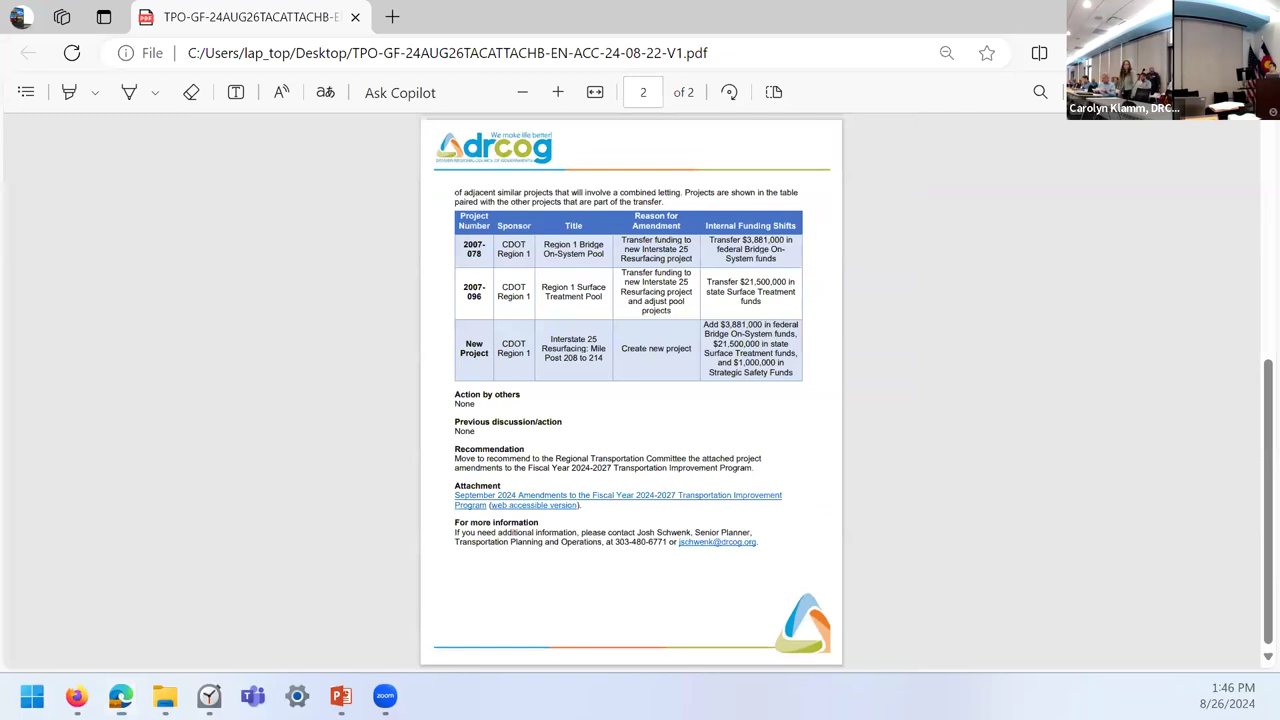 TPO-GF-24AUG26TACATTACHB-E
File
C:/Users/lap_top/Desktop/TPO-GF-24AUG26TACATTACHB-EN-ACC-24-08-22-V1.pdf
Ask Copilot
2
of 2
Carolyn Klamm, DRC...
We make life better!
drcog
DENVER REGIONAL COUNCIL OF GOVERNMENTS
of adjacent similar projects that will involve a combined letting. Projects are shown in the table
paired with the other projects that are part of the transfer.
Project Number Sponsor Title Reason for Amendment Internal Funding Shifts
2007-078 CDOT Region 1 Region 1 Bridge On-System Pool Transfer funding to new Interstate 25 Resurfacing project Transfer $3,881,000 in federal Bridge On-System funds
2007-096 CDOT Region 1 Region 1 Surface Treatment Pool Transfer funding to new Interstate 25 Resurfacing project and adjust pool projects Transfer $21,500,000 in state Surface Treatment funds
New Project CDOT Region 1 Interstate 25 Resurfacing: Mile Post 208 to 214 Create new project Add $3,881,000 in federal Bridge On-System funds, $21,500,000 in state Surface Treatment funds, and $1,000,000 in Strategic Safety Funds
Action by others
None
Previous discussion/action
None
Recommendation
Move to recommend to the Regional Transportation Committee the attached project
amendments to the Fiscal Year 2024-2027 Transportation Improvement Program.
Attachment
September 2024 Amendments to the Fiscal Year 2024-2027 Transportation Improvement
Program (web accessible version).
For more information
If you need additional information, please contact Josh Schwenk, Senior Planner,
Transportation Planning and Operations, at 303-480-6771 or jschwenk@drcog.org.
zoom
1:46 PM
8/26/2024